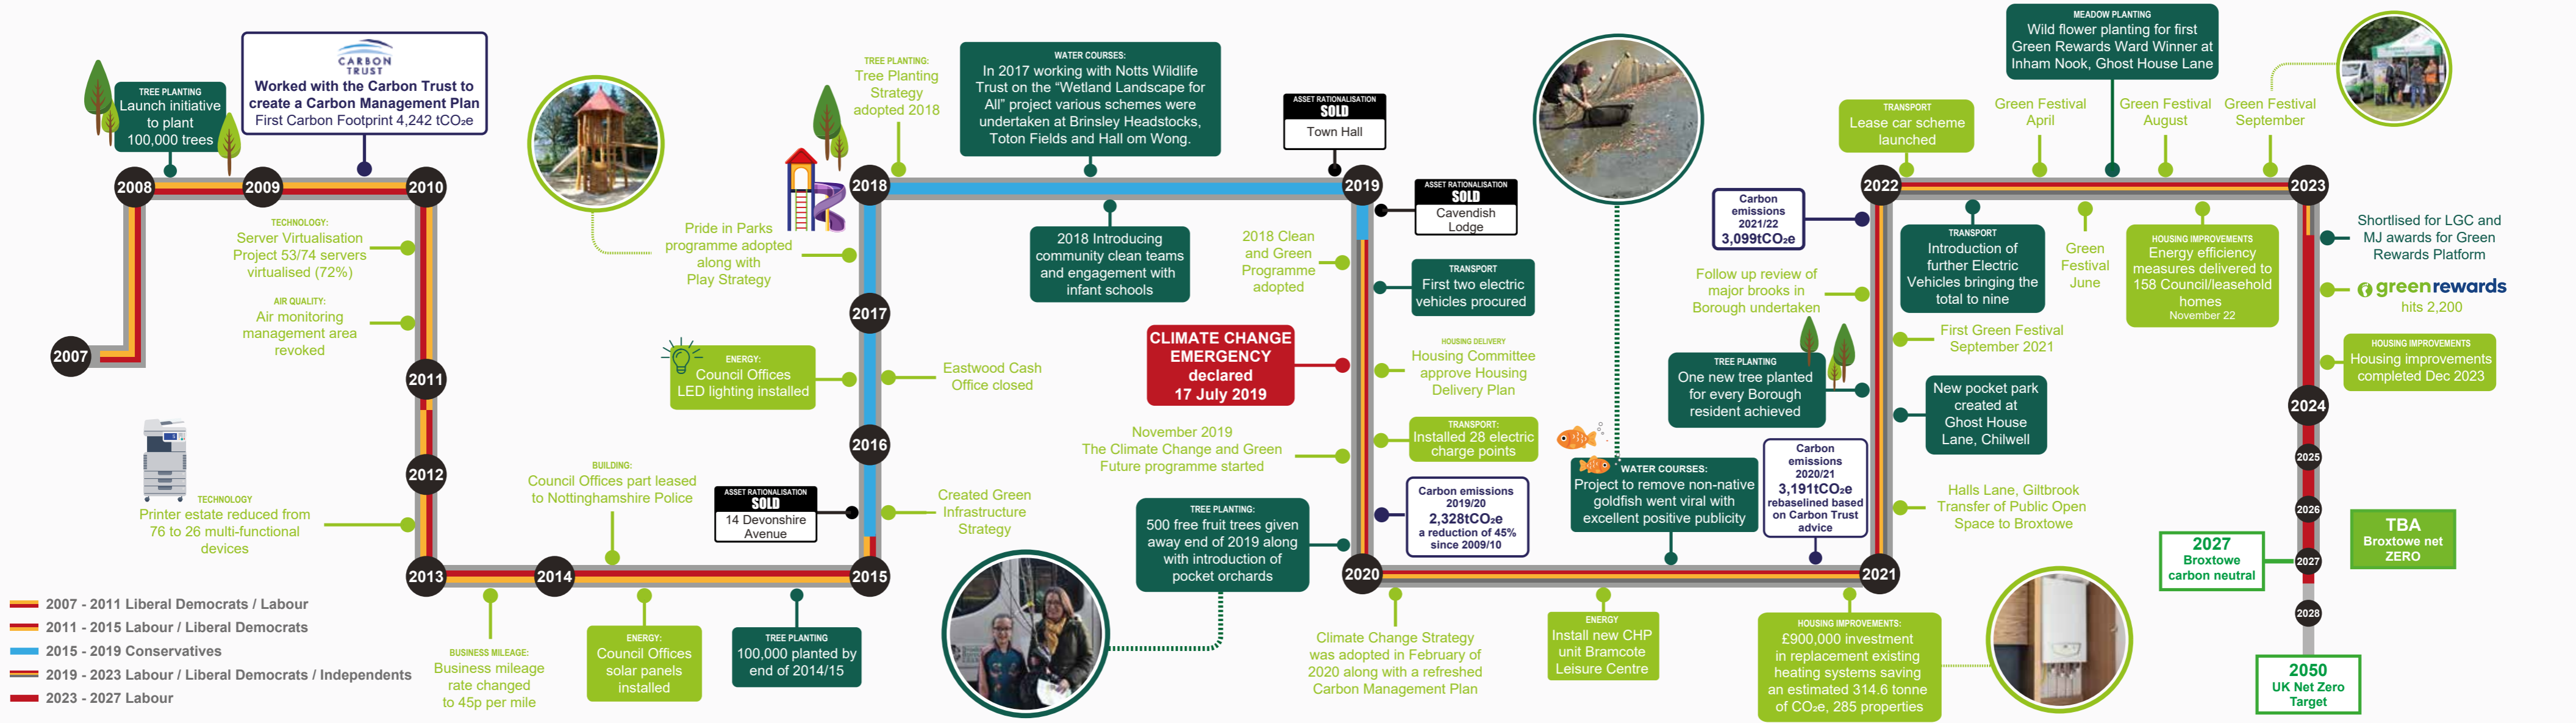 2007
2008
TREE PLANTING
Launch initiative
to plant
100,000 trees
2009
CARBON
TRUST
Worked with the Carbon Trust to
create a Carbon Management Plan
First Carbon Footprint 4,242 tCO₂e
2010
TECHNOLOGY:
Server Virtualisation
Project 53/74 servers
virtualised (72%)
AIR QUALITY:
Air monitoring
management area
revoked
2011
2012
TECHNOLOGY
Printer estate reduced from
76 to 26 multi-functional
devices
2013
BUSINESS MILEAGE:
Business mileage
rate changed
to 45p per mile
2014
BUILDING:
Council Offices part leased
to Nottinghamshire Police
ENERGY:
Council Offices
solar panels
installed
TREE PLANTING
100,000 planted by
end of 2014/15
2015
ASSET RATIONALISATION
SOLD
14 Devonshire
Avenue
Created Green
Infrastructure
Strategy
2016
ENERGY:
Council Offices
LED lighting installed
Eastwood Cash
Office closed
2017
Pride in Parks
programme adopted
along with
Play Strategy
2018
TREE PLANTING:
Tree Planting
Strategy
adopted 2018
WATER COURSES:
In 2017 working with Notts Wildlife
Trust on the “Wetland Landscape for
All” project various schemes were
undertaken at Brinsley Headstocks,
Toton Fields and Hall om Wong.
2018 Introducing
community clean teams
and engagement with
infant schools
ASSET RATIONALISATION
SOLD
Town Hall
2019
ASSET RATIONALISATION
SOLD
Cavendish
Lodge
2018 Clean
and Green
Programme
adopted
TRANSPORT
First two electric
vehicles procured
CLIMATE CHANGE
EMERGENCY
declared
17 July 2019
HOUSING DELIVERY
Housing Committee
approve Housing
Delivery Plan
November 2019
The Climate Change and Green
Future programme started
TRANSPORT:
Installed 28 electric
charge points
Carbon emissions
2019/20
2,328tCO₂e
a reduction of 45%
since 2009/10
TREE PLANTING:
500 free fruit trees given
away end of 2019 along
with introduction of
pocket orchards
2020
Climate Change Strategy
was adopted in February of
2020 along with a refreshed
Carbon Management Plan
ENERGY
Install new CHP
unit Bramcote
Leisure Centre
WATER COURSES:
Project to remove non-native
goldfish went viral with
excellent positive publicity
Carbon
emissions
2020/21
3,191tCO₂e
rebaselined based
on Carbon Trust
advice
HOUSING IMPROVEMENTS:
£900,000 investment
in replacement existing
heating systems saving
an estimated 314.6 tonne
of CO₂e, 285 properties
2021
Halls Lane, Giltbrook
Transfer of Public Open
Space to Broxtowe
TREE PLANTING
One new tree planted
for every Borough
resident achieved
New pocket park
created at
Ghost House
Lane, Chilwell
First Green Festival
September 2021
Follow up review of
major brooks in
Borough undertaken
Carbon
emissions
2021/22
3,099tCO₂e
2022
TRANSPORT
Lease car scheme
launched
TRANSPORT
Introduction of
further Electric
Vehicles bringing the
total to nine
Green Festival
April
Green
Festival
June
MEADOW PLANTING
Wild flower planting for first
Green Rewards Ward Winner at
Inham Nook, Ghost House Lane
Green Festival
August
HOUSING IMPROVEMENTS
Energy efficiency
measures delivered to
158 Council/leasehold
homes
November 22
Green Festival
September
2023
Shortlised for LGC and
MJ awards for Green
Rewards Platform
greenrewards
hits 2,200
HOUSING IMPROVEMENTS
Housing improvements
completed Dec 2023
2024
2025
2026
TBA
Broxtowe net
ZERO
2027
Broxtowe
carbon neutral
2027
2028
2050
UK Net Zero
Target
2007 - 2011 Liberal Democrats / Labour
2011 - 2015 Labour / Liberal Democrats
2015 - 2019 Conservatives
2019 - 2023 Labour / Liberal Democrats / Independents
2023 - 2027 Labour